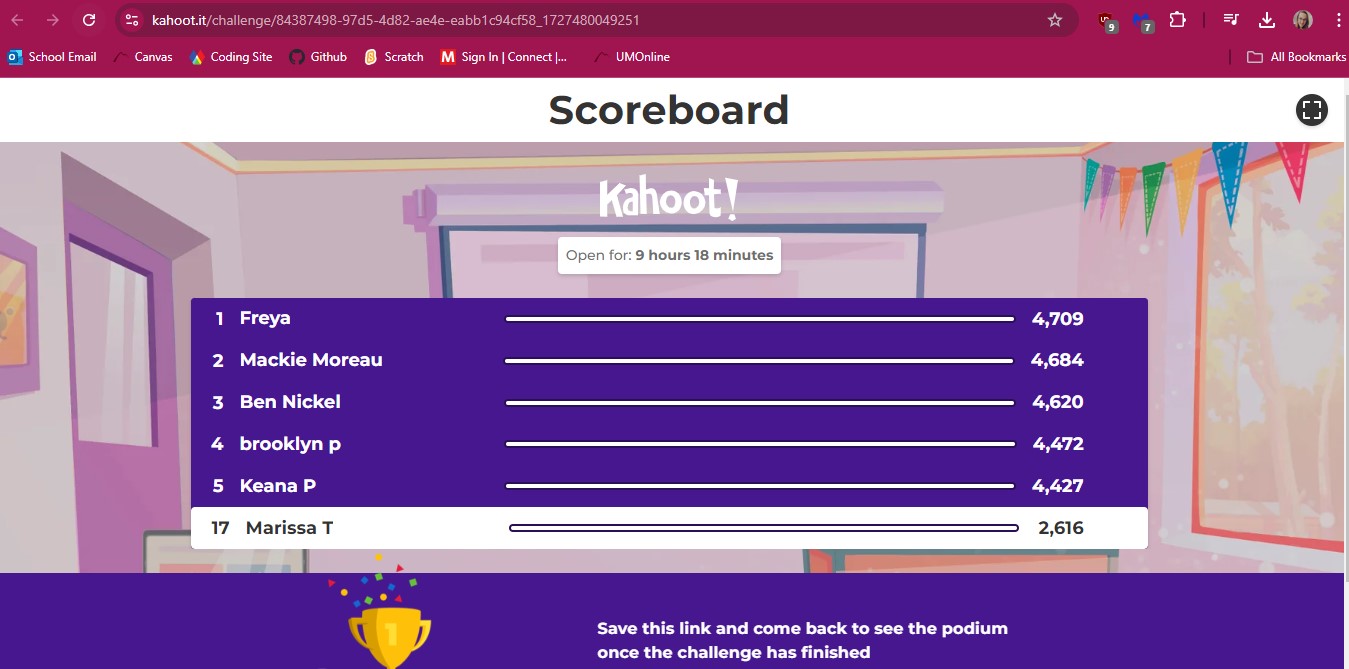 kahoot.it/challenge/84387498-97d5-4d82-ae4e-eabb1c94cf58_1727480049251
9
7
School Email
Canvas
Coding Site
Github
Scratch
M Sign In | Connect |...
UMOnline
All Bookmarks
Scoreboard
Kahoot!
Open for: 9 hours 18 minutes
1 Freya 4,709
2 Mackie Moreau 4,684
3 Ben Nickel 4,620
4 brooklyn p 4,472
5 Keana P 4,427
17 Marissa T 2,616
1
Save this link and come back to see the podium
once the challenge has finished